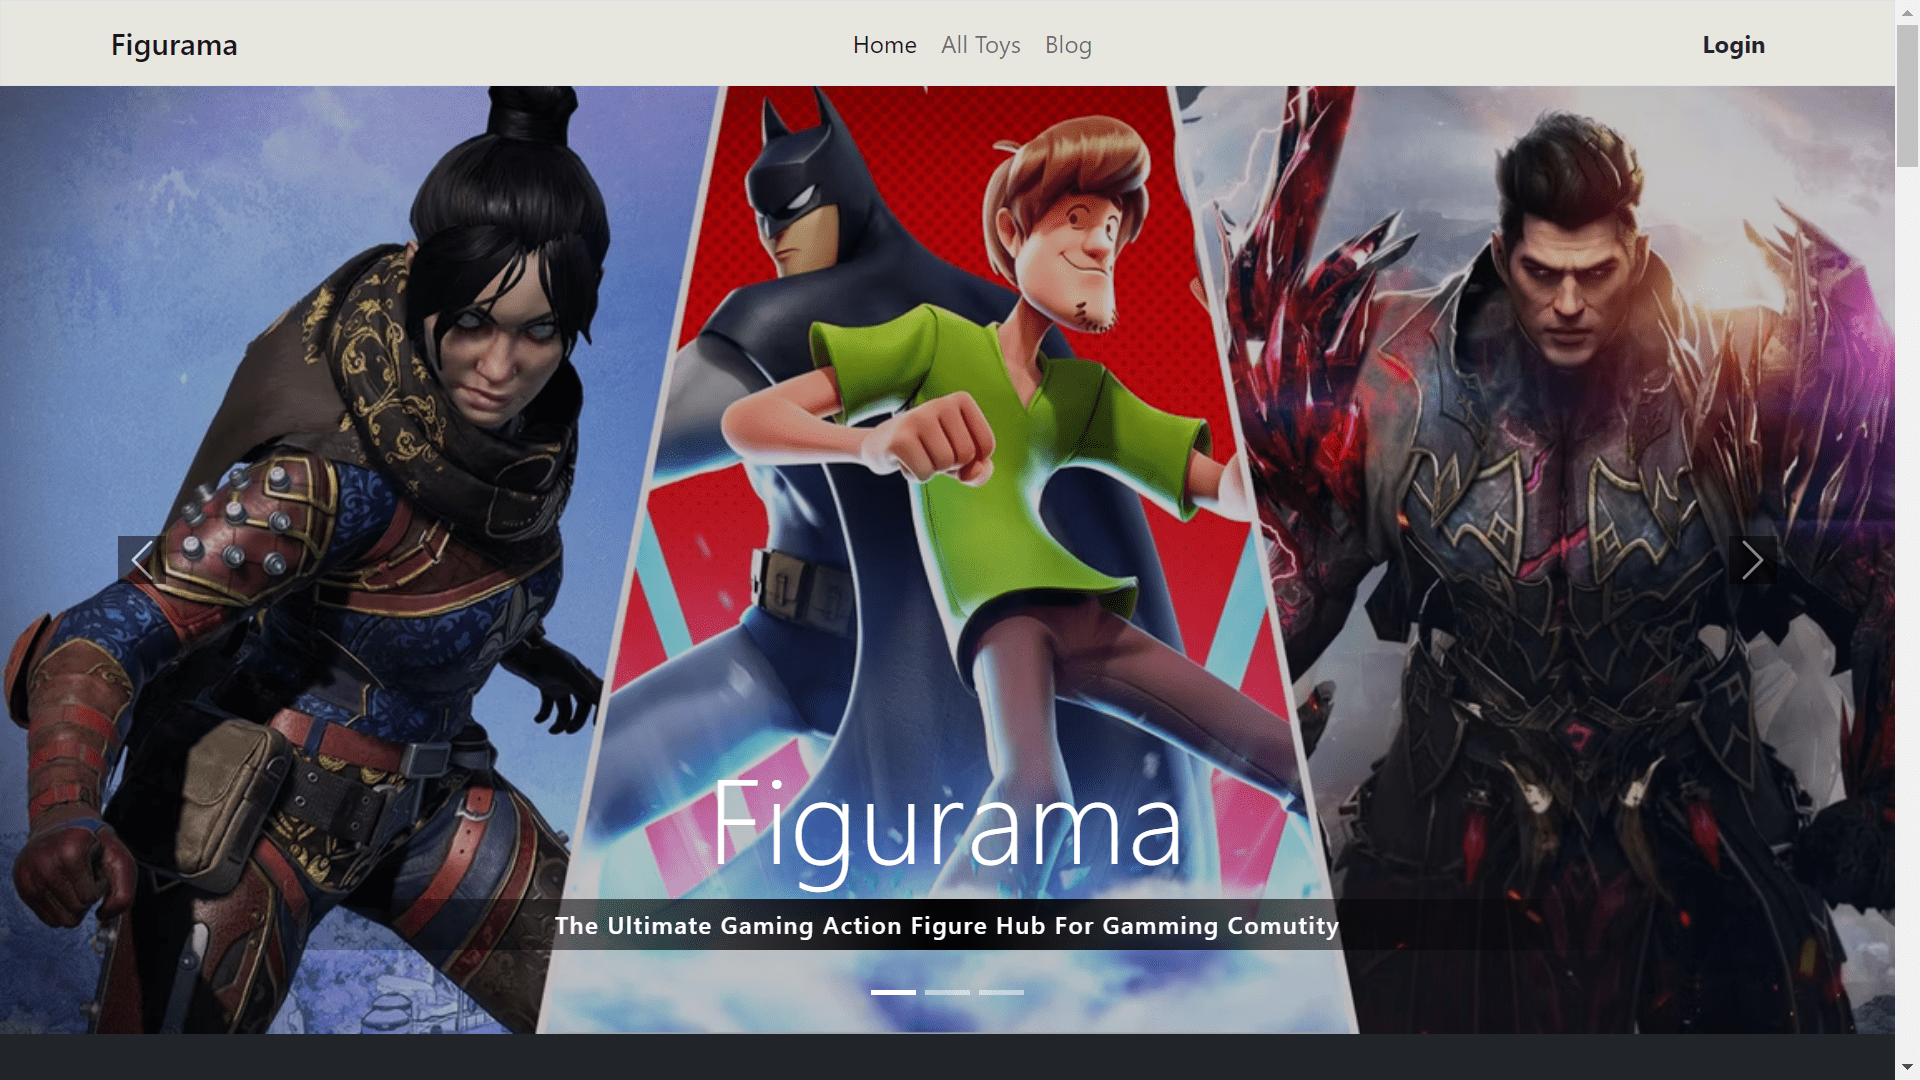 Figurama
Home All Toys Blog
Login
Figurama
The Ultimate Gaming Action Figure Hub For Gamming Comutity